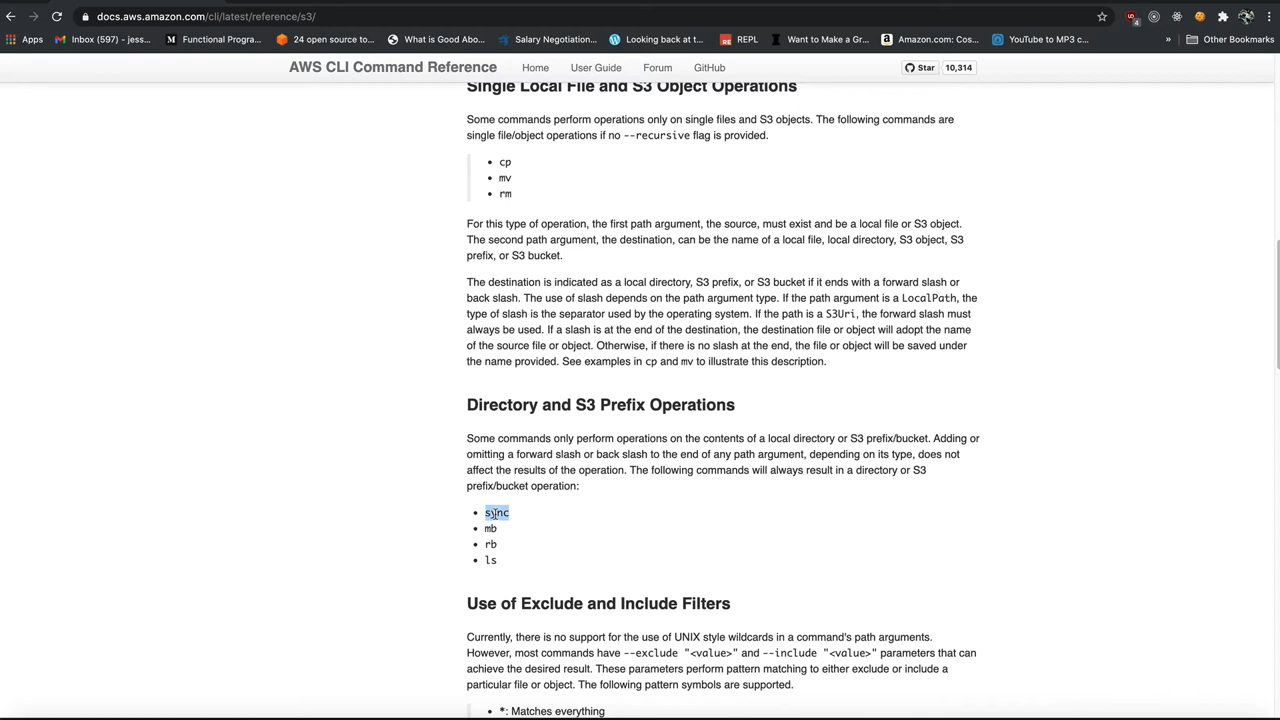 docs.aws.amazon.com/cli/latest/reference/s3/
4
Apps
Inbox (597) - jess...
Functional Progra...
24 open source to...
What is Good Abo...
Salary Negotiation...
Looking back at t...
RE
REPL
Want to Make a Gr...
Amazon.com: Cos...
YouTube to MP3 c...
»
Other Bookmarks
AWS CLI Command Reference
Home
User Guide
Forum
GitHub
Star
10,314
Single Local File and S3 Object Operations
Some commands perform operations only on single files and S3 objects. The following commands are
single file/object operations if no --recursive flag is provided.
• cp
• mv
• rm
For this type of operation, the first path argument, the source, must exist and be a local file or S3 object.
The second path argument, the destination, can be the name of a local file, local directory, S3 object, S3
prefix, or S3 bucket.
The destination is indicated as a local directory, S3 prefix, or S3 bucket if it ends with a forward slash or
back slash. The use of slash depends on the path argument type. If the path argument is a LocalPath, the
type of slash is the separator used by the operating system. If the path is a S3Uri, the forward slash must
always be used. If a slash is at the end of the destination, the destination file or object will adopt the name
of the source file or object. Otherwise, if there is no slash at the end, the file or object will be saved under
the name provided. See examples in cp and mv to illustrate this description.
Directory and S3 Prefix Operations
Some commands only perform operations on the contents of a local directory or S3 prefix/bucket. Adding or
omitting a forward slash or back slash to the end of any path argument, depending on its type, does not
affect the results of the operation. The following commands will always result in a directory or S3
prefix/bucket operation:
• sync
• mb
• rb
• ls
Use of Exclude and Include Filters
Currently, there is no support for the use of UNIX style wildcards in a command's path arguments.
However, most commands have --exclude "<value>" and --include "<value>" parameters that can
achieve the desired result. These parameters perform pattern matching to either exclude or include a
particular file or object. The following pattern symbols are supported.
• *: Matches everything